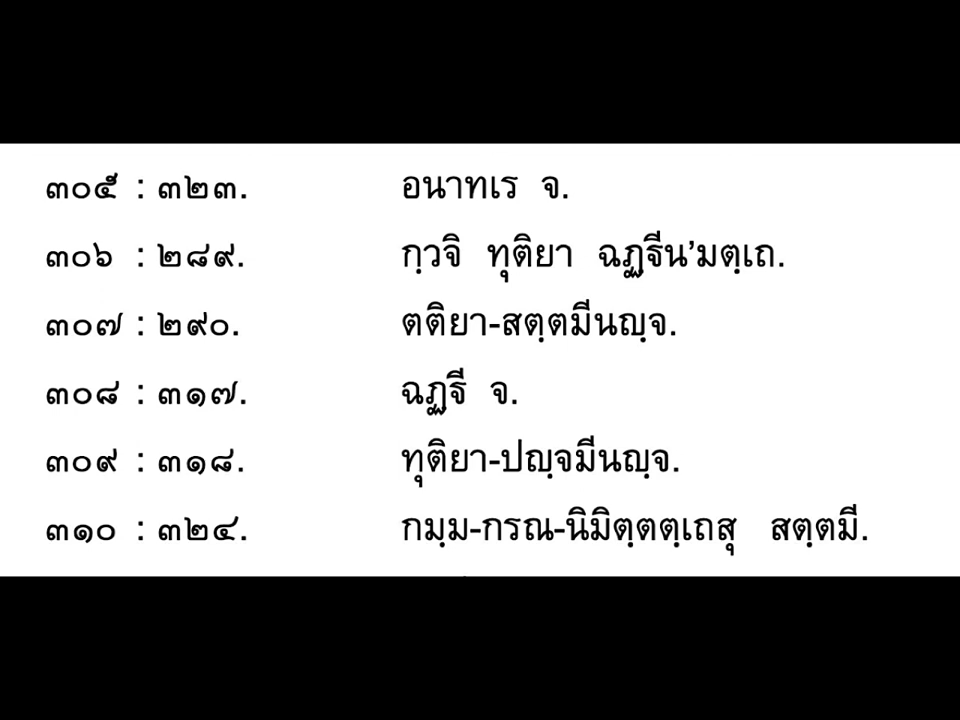 ๓๐๕ : ๓๒๓. อนาทเร จ.
๓๐๖ : ๒๘๙. กฺวจิ ทุติยา ฉฏฺฐีน’มตฺเถ.
๓๐๗ : ๒๙๐. ตติยา-สตฺตมีนญฺจ.
๓๐๘ : ๓๑๗. ฉฏฺฐี จ.
๓๐๙ : ๓๑๘. ทุติยา-ปญฺจมีนญฺจ.
๓๑๐ : ๓๒๔. กมฺม-กรณ-นิมิตฺตตฺเถสุ สตฺตมี.